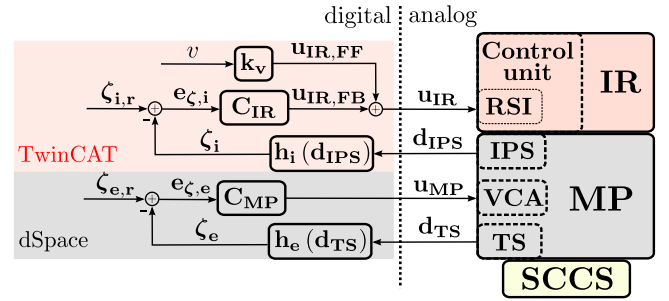 digital analog
v k_v u_IR,FF
Control unit IR
ζ_i,r e_ζ,i C_IR u_IR,FB u_IR RSI
-
TwinCAT ζ_i h_i (d_IPS) d_IPS IPS
ζ_e,r e_ζ,e C_MP u_MP VCA MP
-
dSpace ζ_e h_e (d_TS) d_TS TS
SCCS